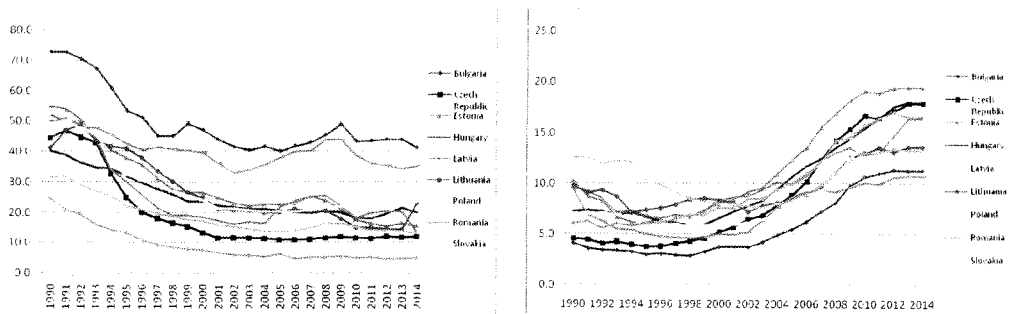 80.0
70.0
60.0
50.0
40.0
30.0
20.0
10.0
0.0
1990
1991
1992
1993
1994
1995
1996
1997
1998
1999
2000
2001
2002
2003
2004
2005
2006
2007
2008
2009
2010
2011
2012
2013
2014
Bulgaria
Czech
Republic
Estonia
Hungary
Latvia
Lithuania
Poland
Romania
Slovakia
25.0
20.0
15.0
10.0
5.0
0.0
1990 1992 1994 1996 1998 2000 2002 2004 2006 2008 2010 2012 2014
Bulgaria
Czech
Republic
Estonia
Hungary
Latvia
Lithuania
Poland
Romania
Slovakia